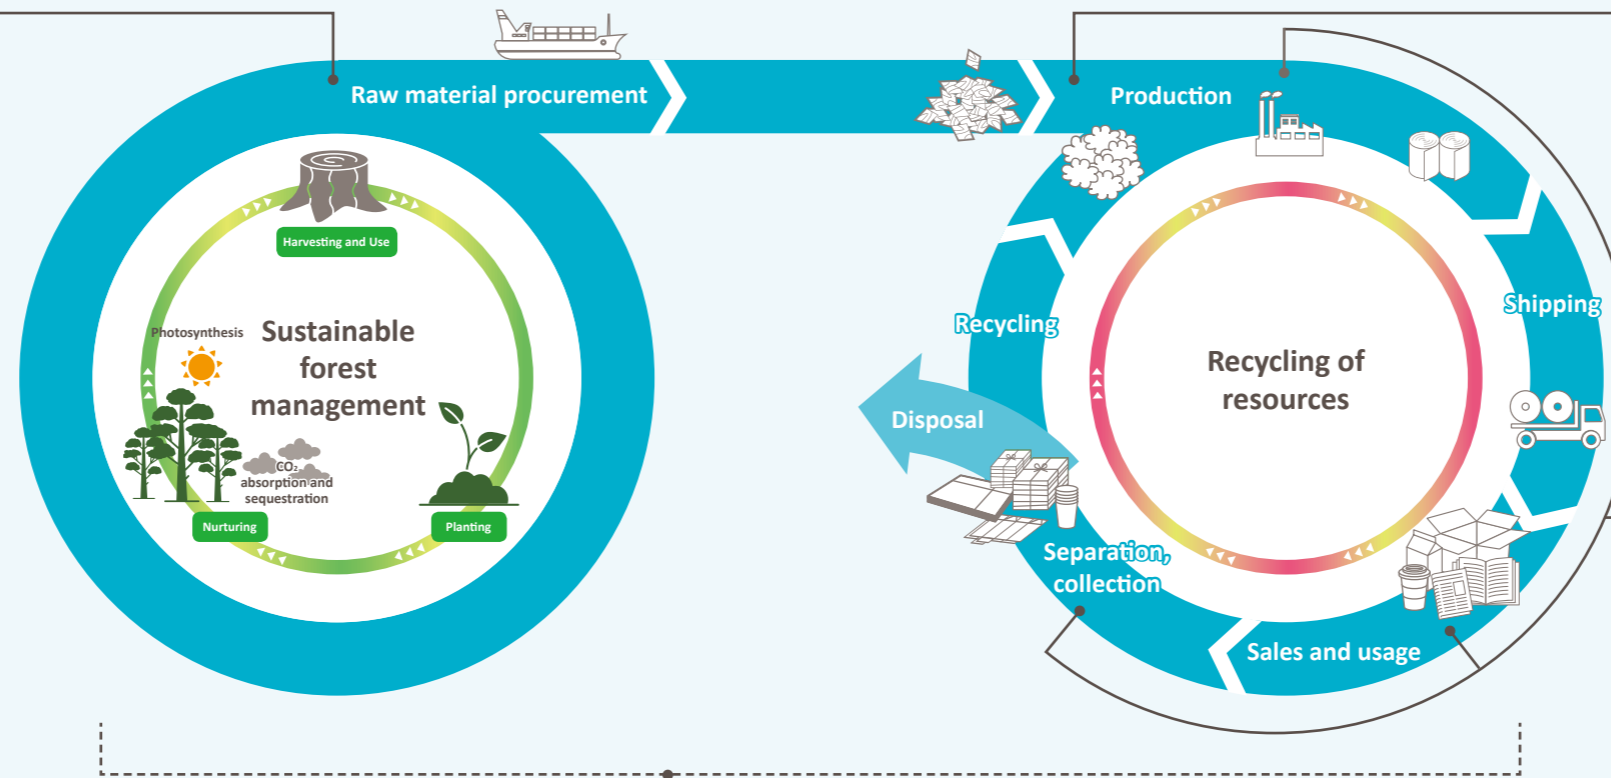 Raw material procurement
Production
Harvesting and Use
Photosynthesis
Sustainable
forest
management
CO₂
absorption and
sequestration
Nurturing
Planting
Recycling
Shipping
Recycling of
resources
Disposal
Separation,
collection
Sales and usage